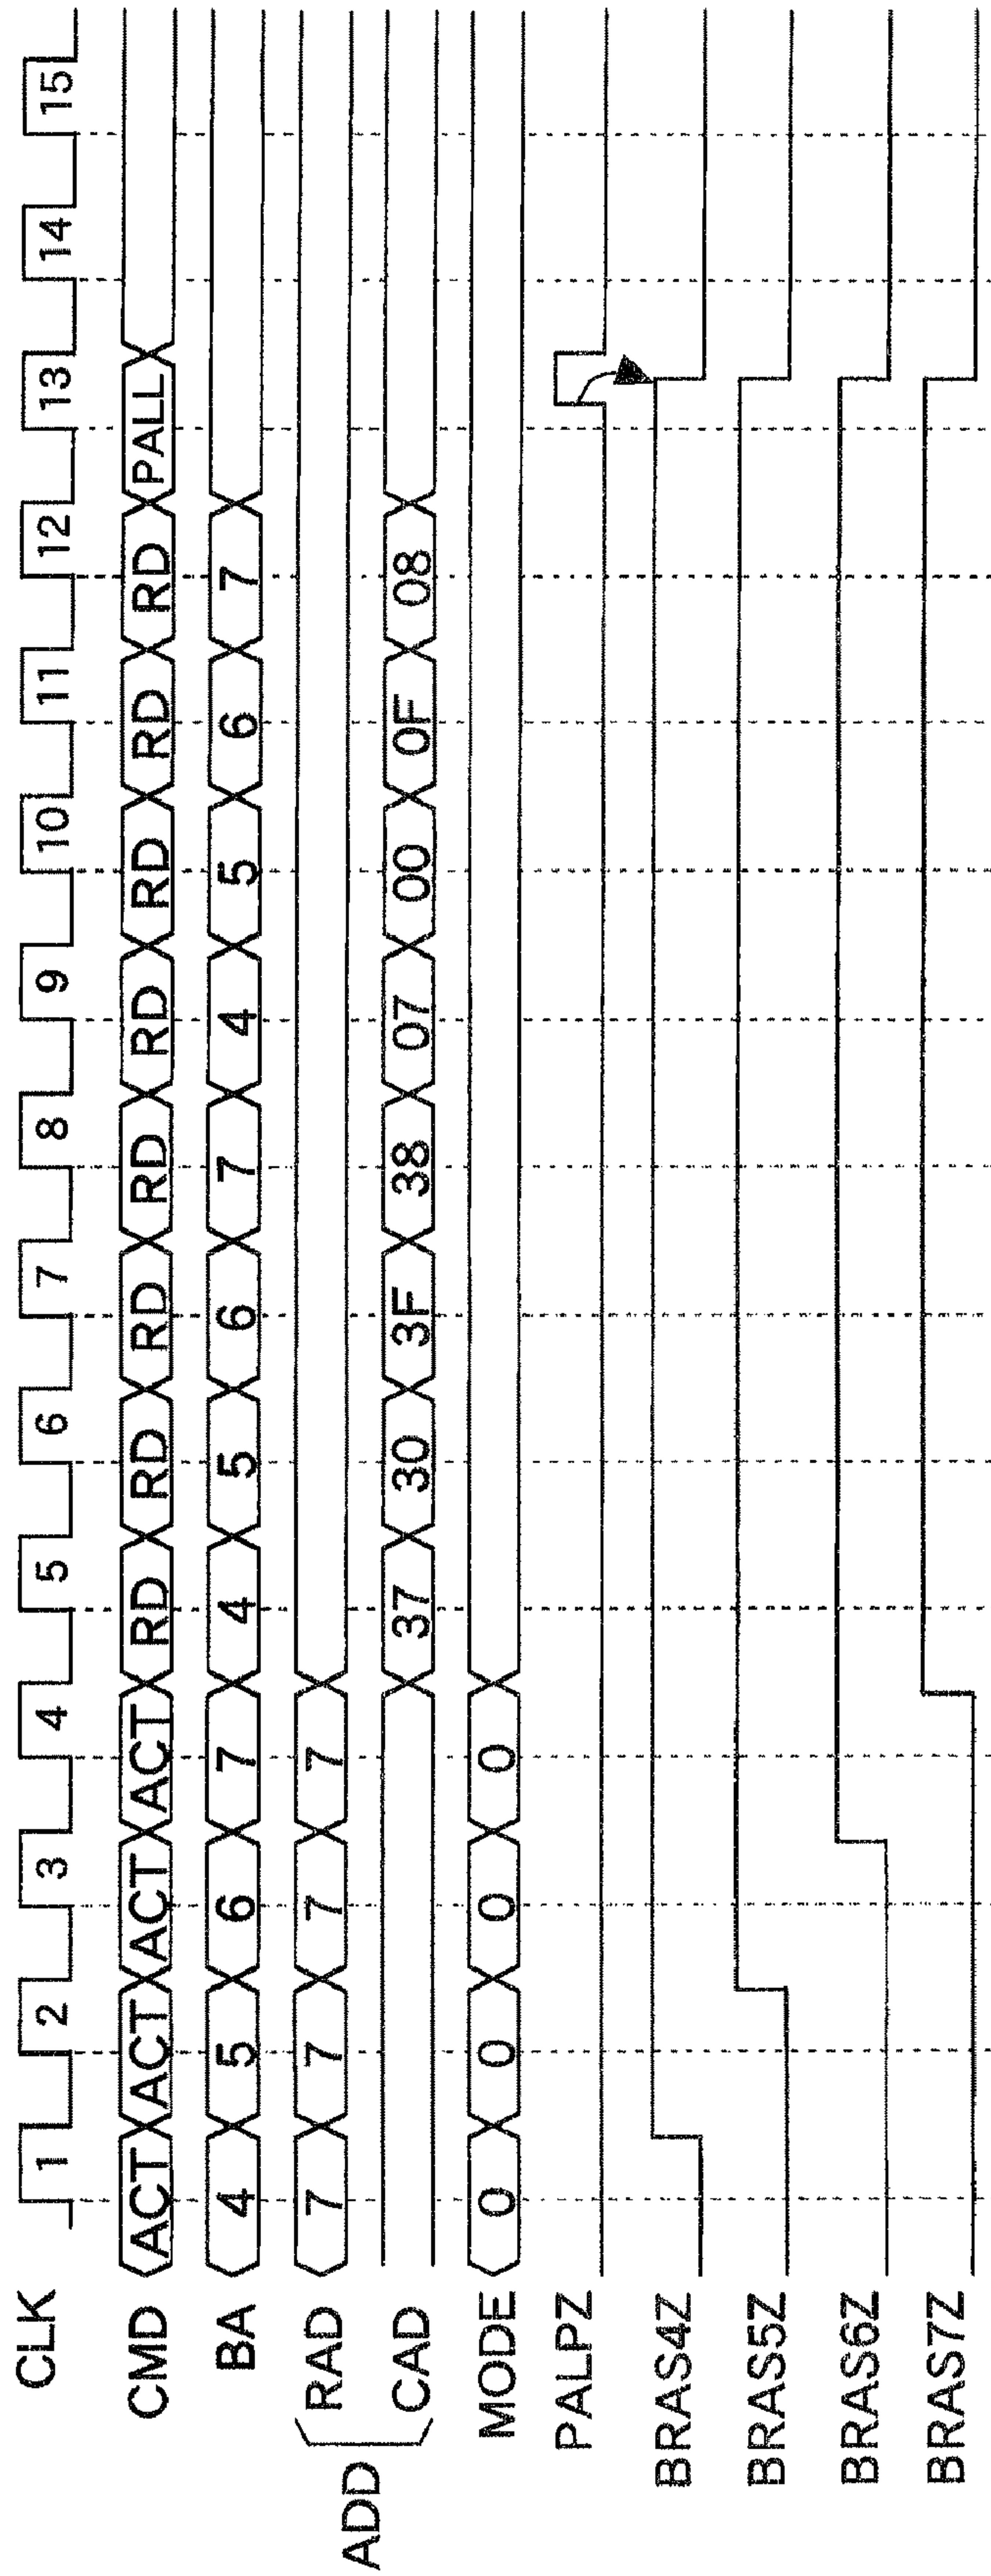 CLK 1 2 3 4 5 6 7 8 9 10 11 12 13 14 15
CMD ACT ACT ACT ACT RD RD RD RD RD RD RD RD PALL
BA 4 5 6 7 4 5 6 7 4 5 6 7
ADD
RAD 7 7 7 7
CAD 37 30 3F 38 07 00 0F 08
MODE 0 0 0 0
PALPZ
BRAS4Z
BRAS5Z
BRAS6Z
BRAS7Z